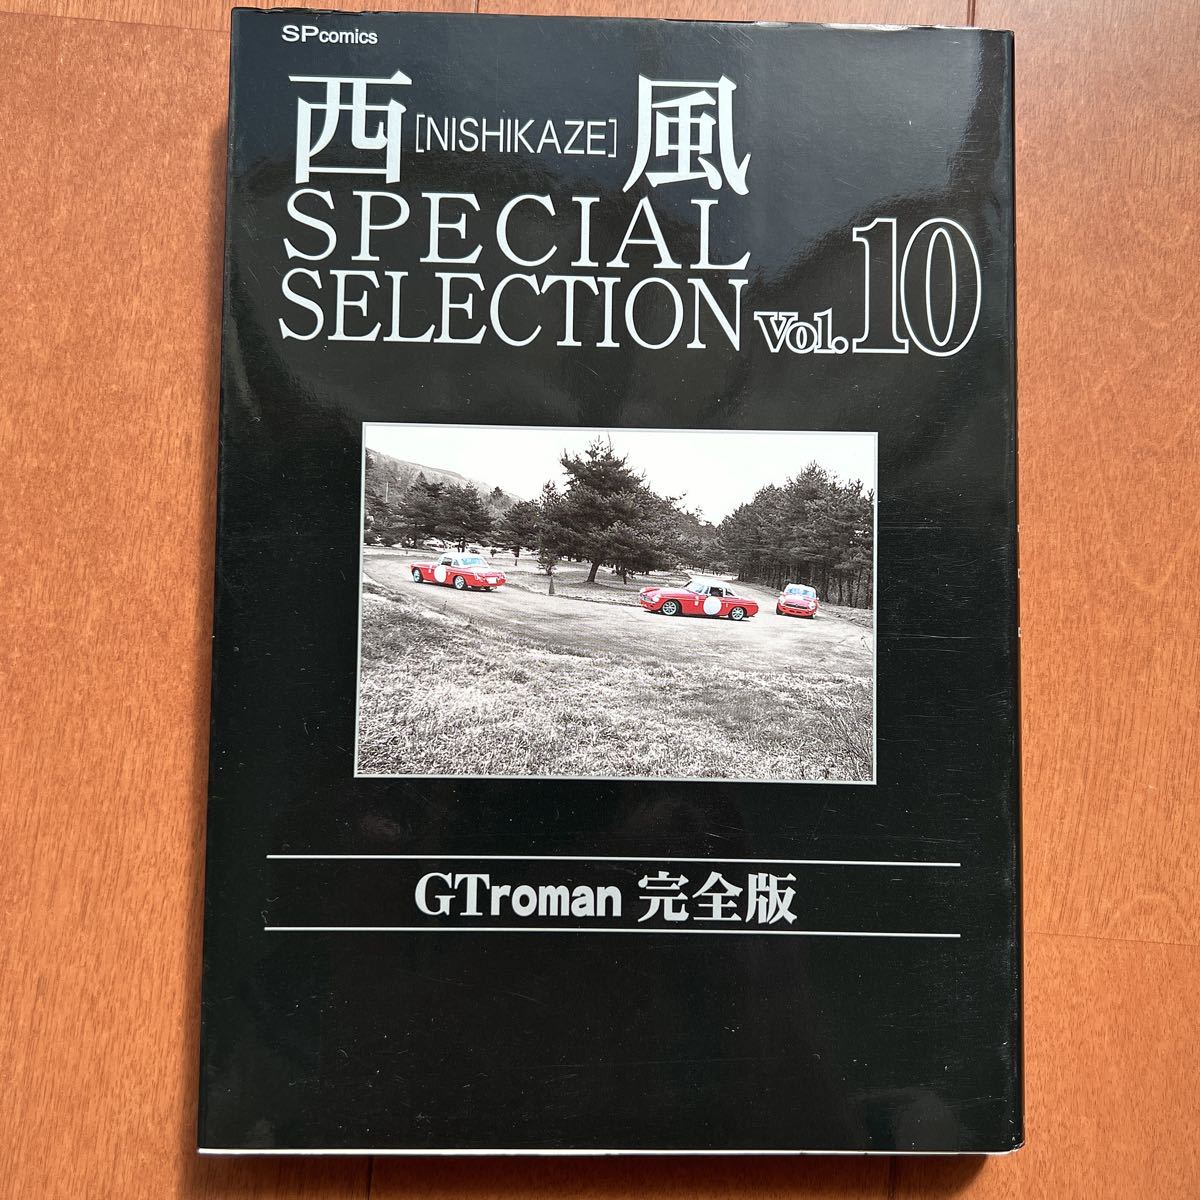 SPcomics
西[NISHIKAZE]風
SPECIAL
SELECTION Vol.10
GTroman 完全版